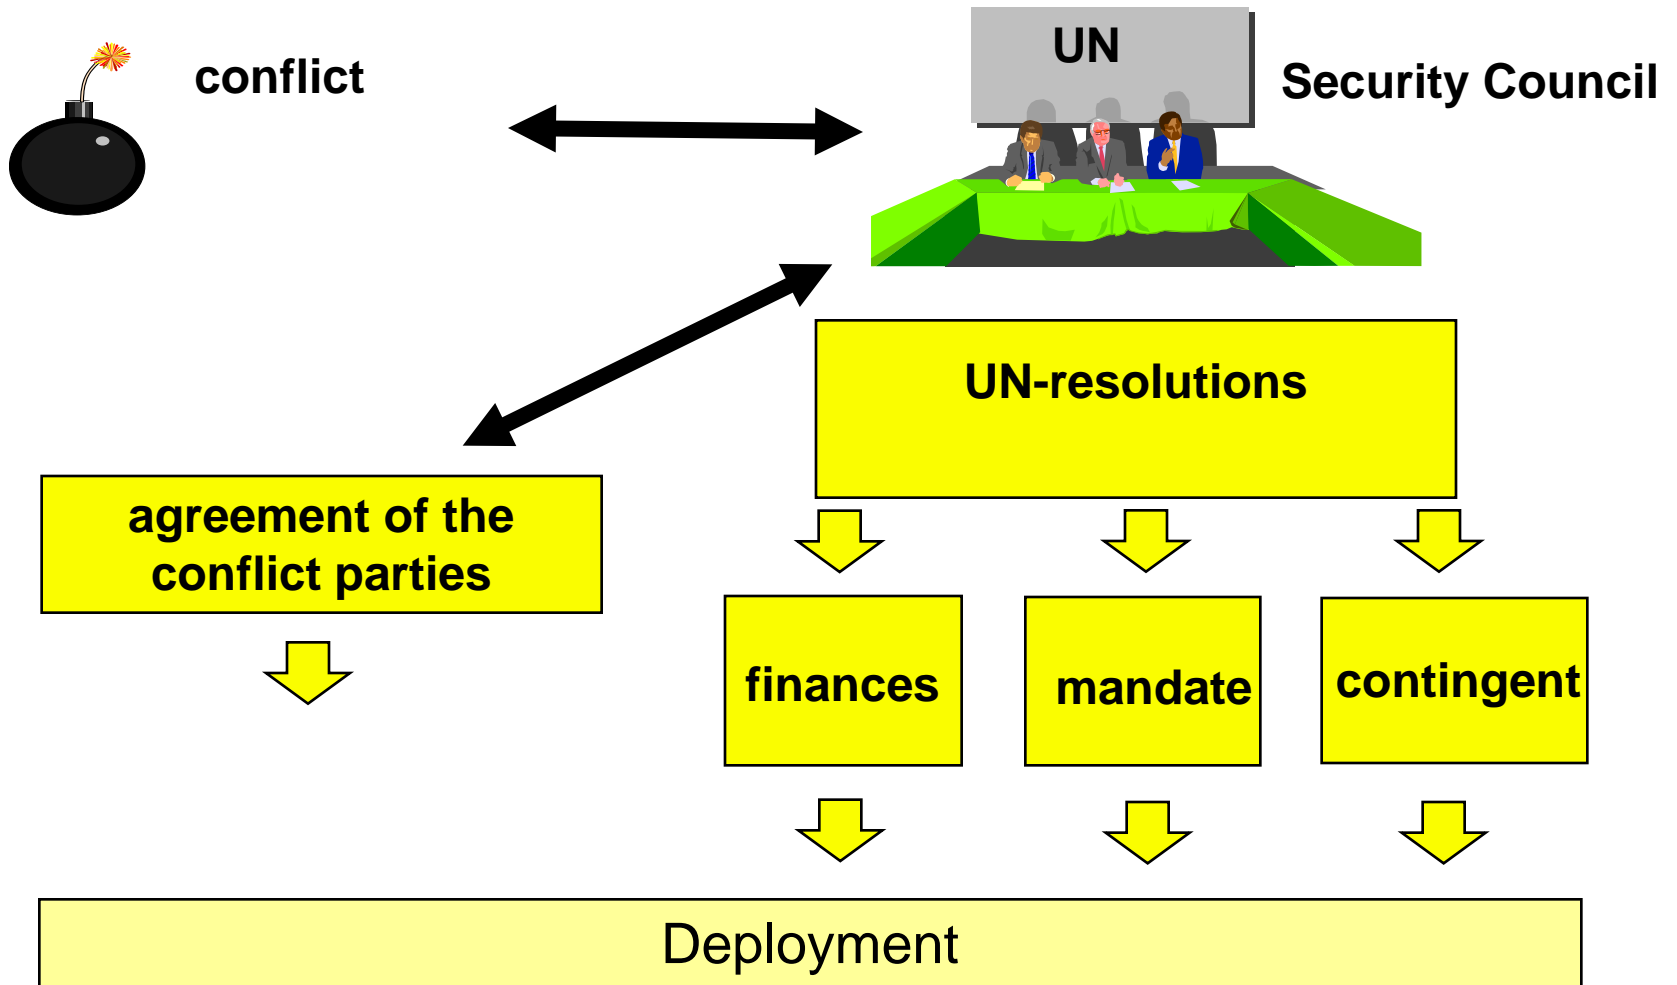 conflict
UN
Security Council
UN-resolutions
agreement of the
conflict parties
finances
mandate
contingent
Deployment